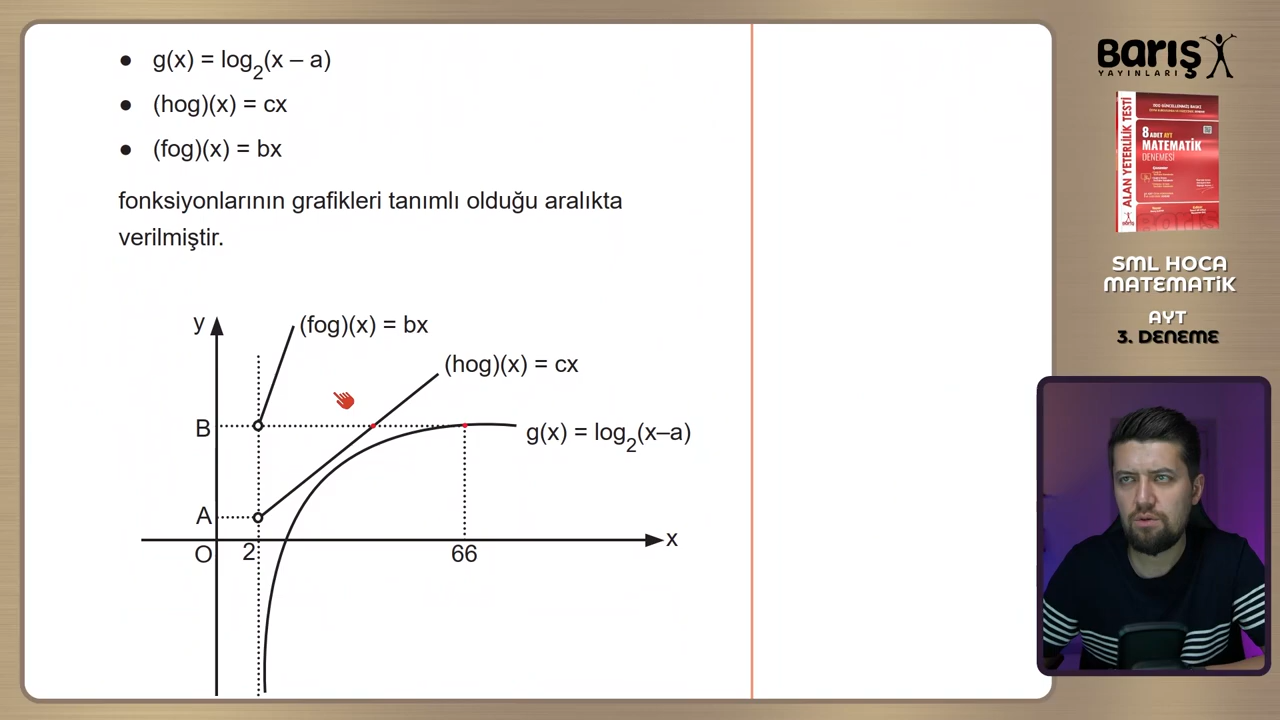 ● g(x) = log2(x – a)
● (hog)(x) = cx
● (fog)(x) = bx
fonksiyonlarının grafikleri tanımlı olduğu aralıkta
verilmiştir.
y
(fog)(x) = bx
(hog)(x) = cx
B
g(x) = log2(x–a)
A
O
2
66
x
BARIŞ
YAYINLARI
ALAN YETERLİLİK TESTİ
8 ADET AYT
MATEMATİK
DENEMESİ
SML HOCA
MATEMATİK
AYT
3. DENEME